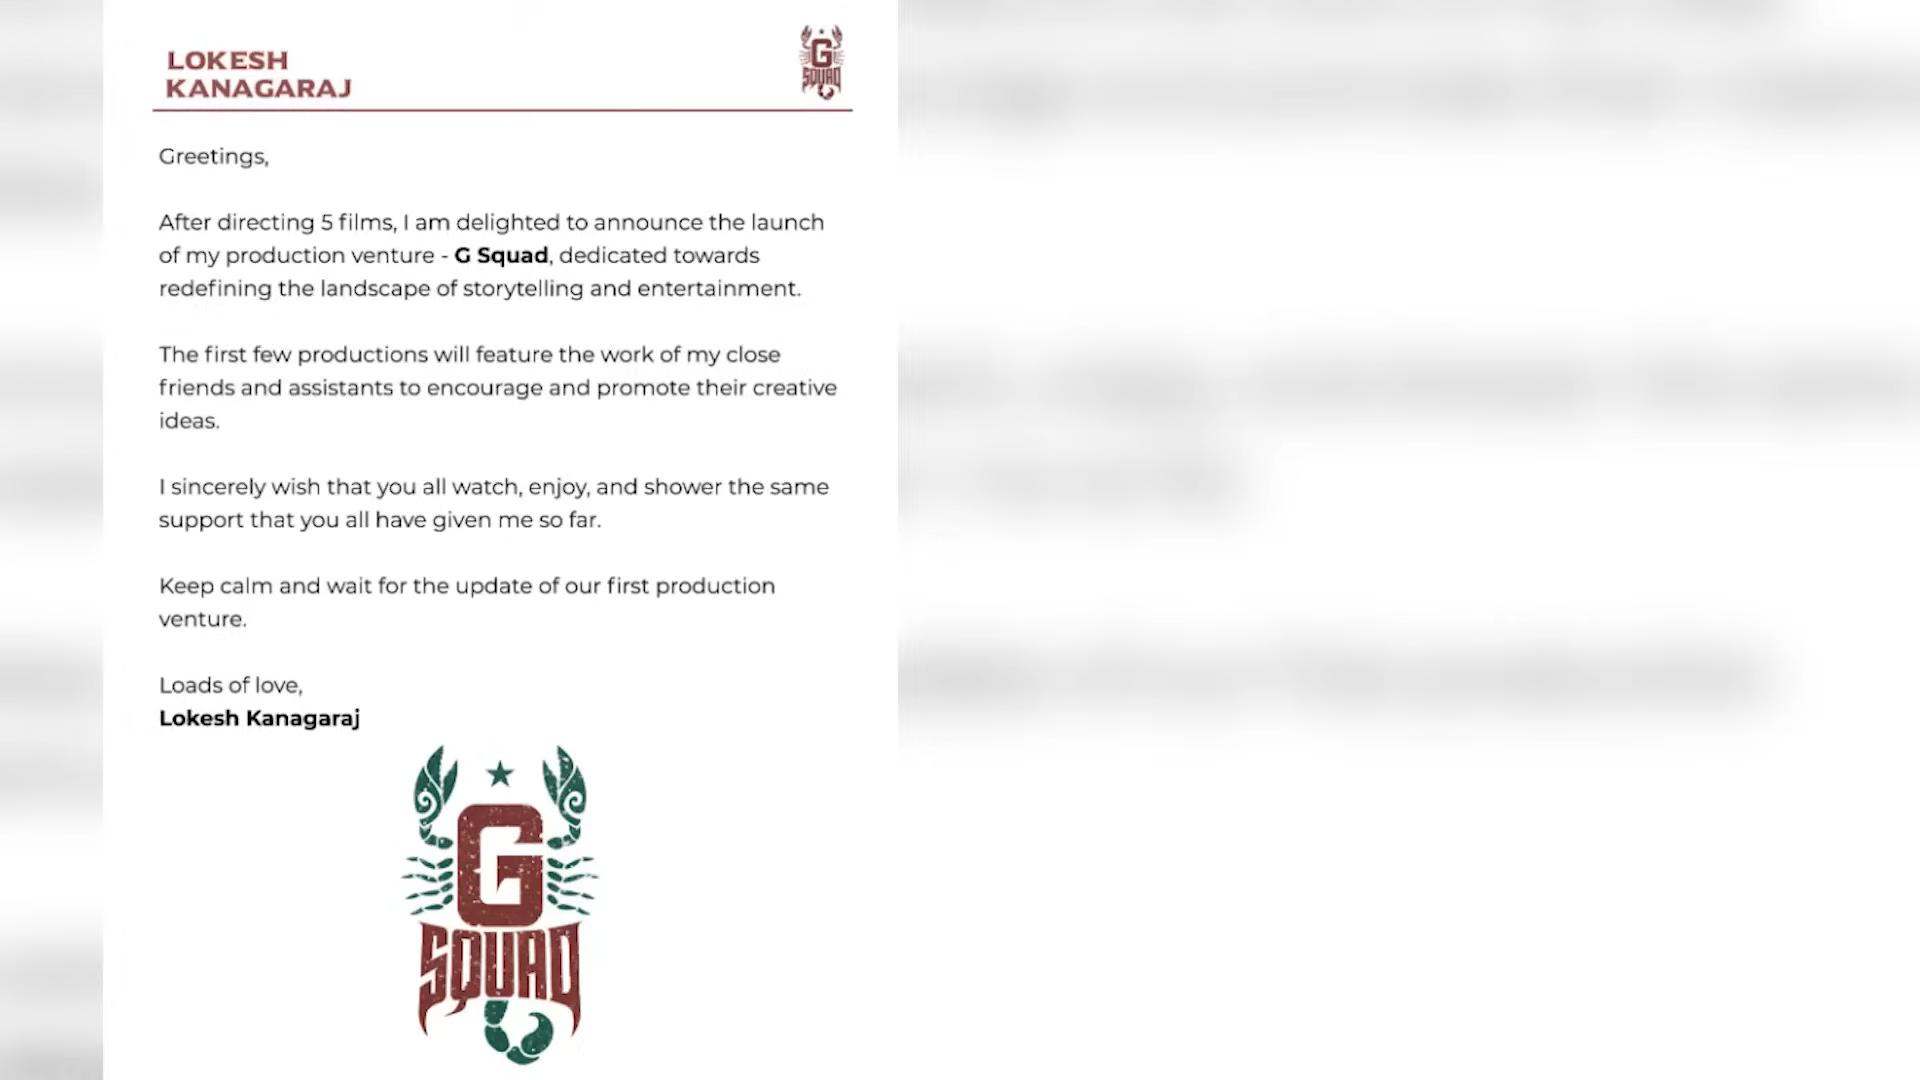 LOKESH
KANAGARAJ
G
SQUAD
Greetings,
After directing 5 films, I am delighted to announce the launch
of my production venture - G Squad, dedicated towards
redefining the landscape of storytelling and entertainment.
The first few productions will feature the work of my close
friends and assistants to encourage and promote their creative
ideas.
I sincerely wish that you all watch, enjoy, and shower the same
support that you all have given me so far.
Keep calm and wait for the update of our first production
venture.
Loads of love,
Lokesh Kanagaraj
G
SQUAD